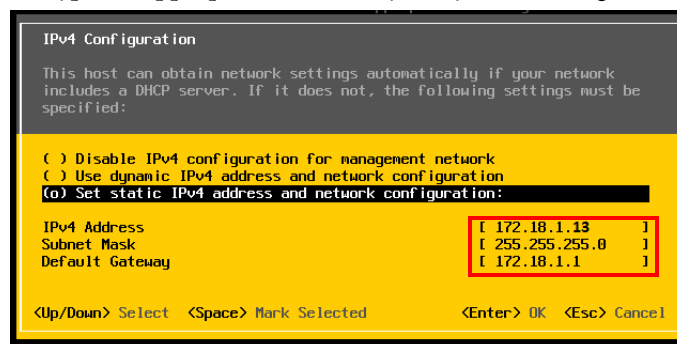 IPv4 Configuration
This host can obtain network settings automatically if your network
includes a DHCP server. If it does not, the following settings must be
specified:
( ) Disable IPv4 configuration for management network
( ) Use dynamic IPv4 address and network configuration
(o) Set static IPv4 address and network configuration:
IPv4 Address [ 172.18.1.13 ]
Subnet Mask [ 255.255.255.0 ]
Default Gateway [ 172.18.1.1 ]
<Up/Down> Select <Space> Mark Selected <Enter> OK <Esc> Cancel